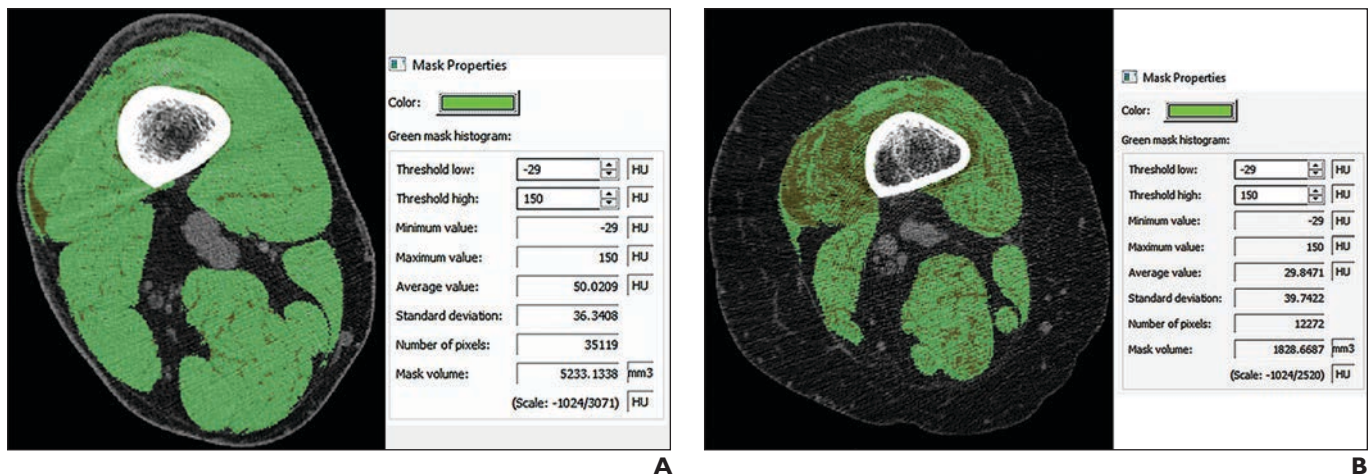 Mask Properties
Color:
Green mask histogram:
Threshold low: -29 HU
Threshold high: 150 HU
Minimum value: -29 HU
Maximum value: 150 HU
Average value: 50.0209 HU
Standard deviation: 36.3408
Number of pixels: 35119
Mask volume: 5233.1338 mm3
(Scale: -1024/3071) HU
A
Mask Properties
Color:
Green mask histogram:
Threshold low: -29 HU
Threshold high: 150 HU
Minimum value: -29 HU
Maximum value: 150 HU
Average value: 29.8471 HU
Standard deviation: 39.7422
Number of pixels: 12272
Mask volume: 1828.6687 mm3
(Scale: -1024/2520) HU
B